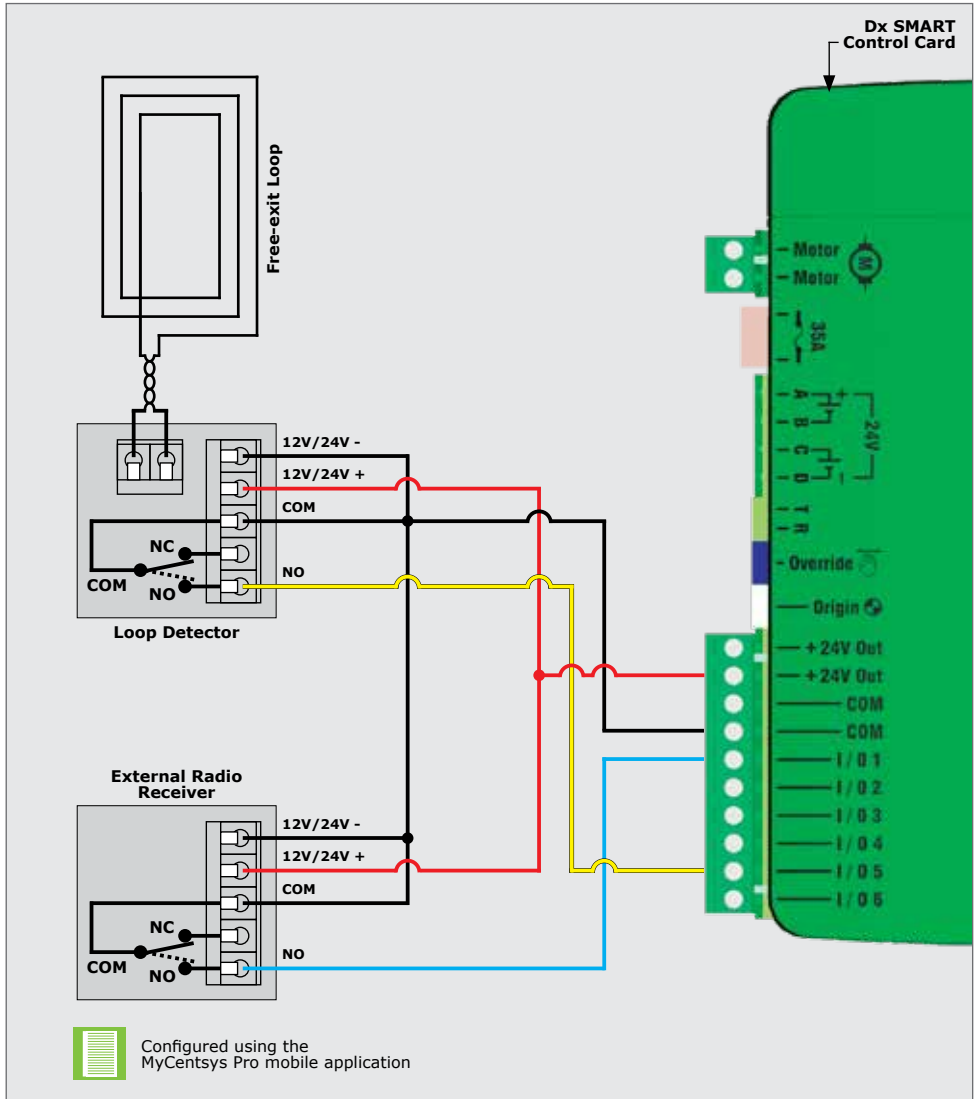 Dx SMART
Control Card
Free-exit Loop
Motor
Motor
M
35A
A +
B
C
D -
24V
T
R
Override
Origin
+24V Out
+24V Out
COM
COM
I/O 1
I/O 2
I/O 3
I/O 4
I/O 5
I/O 6
12V/24V -
12V/24V +
COM
NC
COM
NO
NO
Loop Detector
External Radio
Receiver
12V/24V -
12V/24V +
COM
NC
COM
NO
NO
Configured using the
MyCentsys Pro mobile application